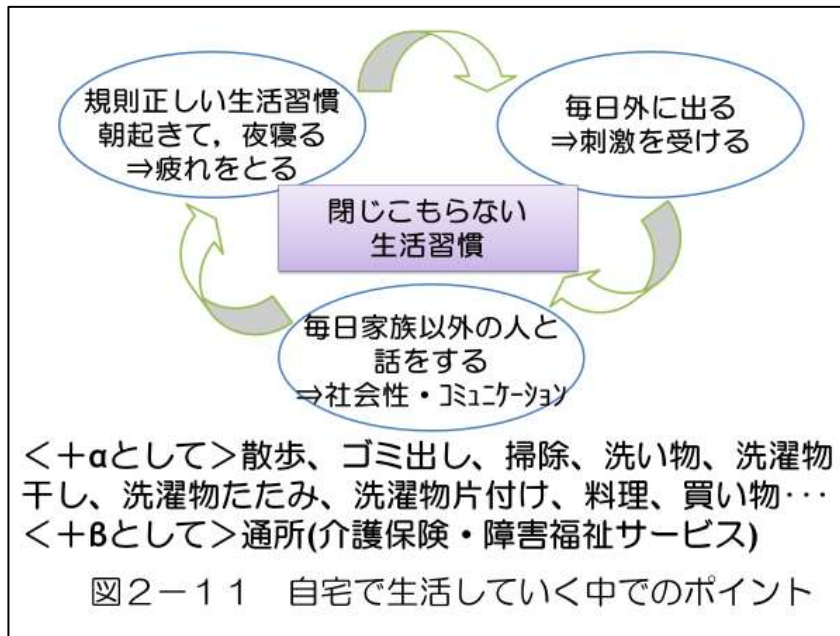 規則正しい生活習慣
朝起きて，夜寝る
⇒疲れをとる
毎日外に出る
⇒刺激を受ける
閉じこもらない
生活習慣
毎日家族以外の人と
話をする
⇒社会性・ｺﾐｭﾆｹｰｼｮﾝ
＜＋αとして＞散歩、ゴミ出し、掃除、洗い物、洗濯物
干し、洗濯物たたみ、洗濯物片付け、料理、買い物･･･
＜＋βとして＞通所(介護保険・障害福祉サービス)
図２－１１　自宅で生活していく中でのポイント